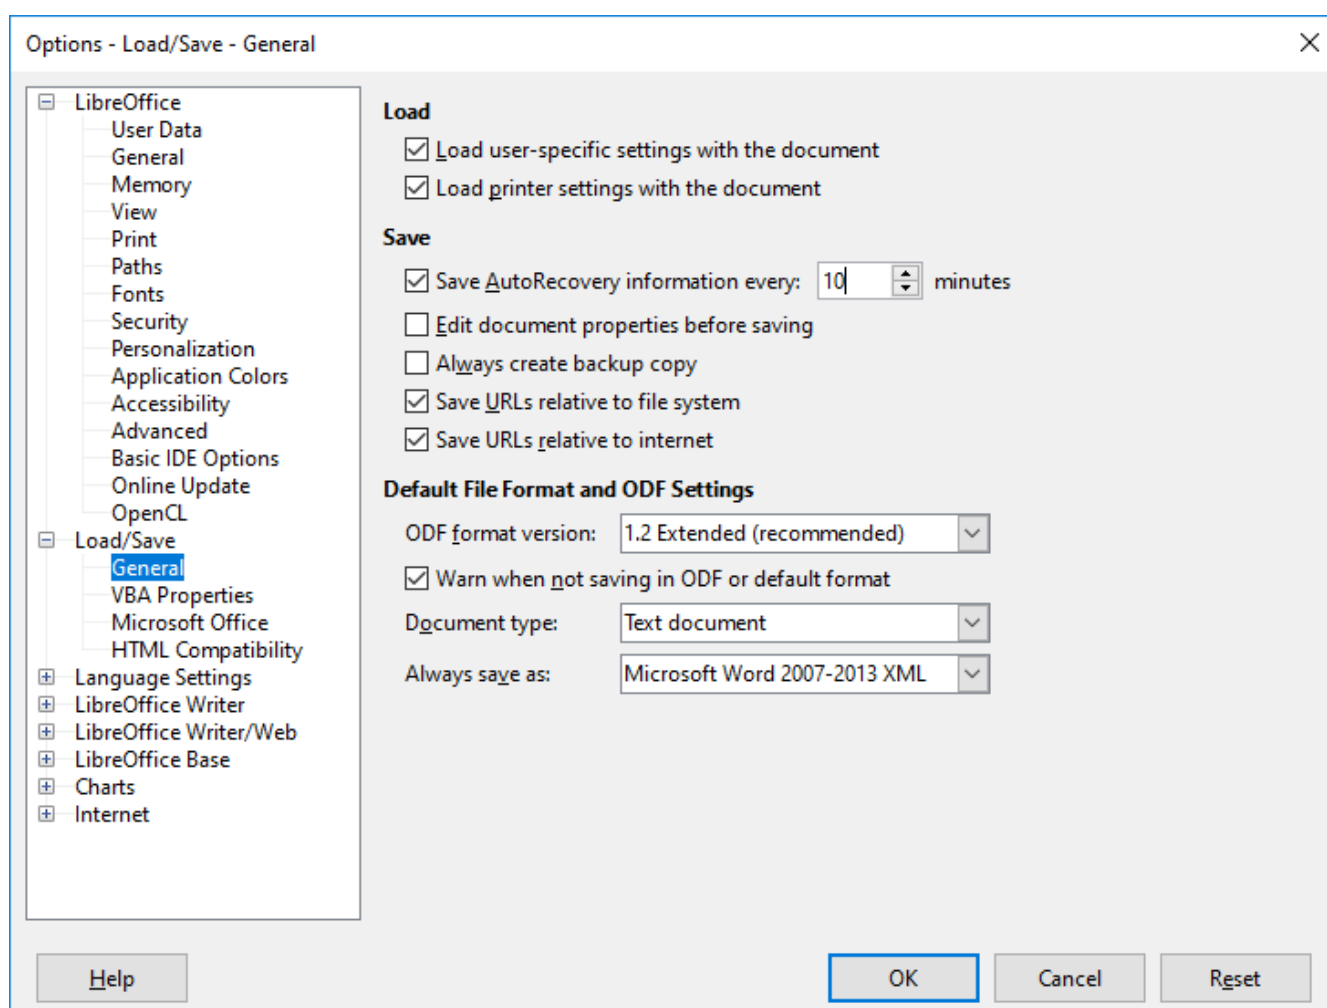 Options - Load/Save - General
LibreOffice
User Data
General
Memory
View
Print
Paths
Fonts
Security
Personalization
Application Colors
Accessibility
Advanced
Basic IDE Options
Online Update
OpenCL
Load/Save
General
VBA Properties
Microsoft Office
HTML Compatibility
Language Settings
LibreOffice Writer
LibreOffice Writer/Web
LibreOffice Base
Charts
Internet
Load
Load user-specific settings with the document
Load printer settings with the document
Save
Save AutoRecovery information every: 10 minutes
Edit document properties before saving
Always create backup copy
Save URLs relative to file system
Save URLs relative to internet
Default File Format and ODF Settings
ODF format version: 1.2 Extended (recommended)
Warn when not saving in ODF or default format
Document type: Text document
Always save as: Microsoft Word 2007-2013 XML
Help OK Cancel Reset